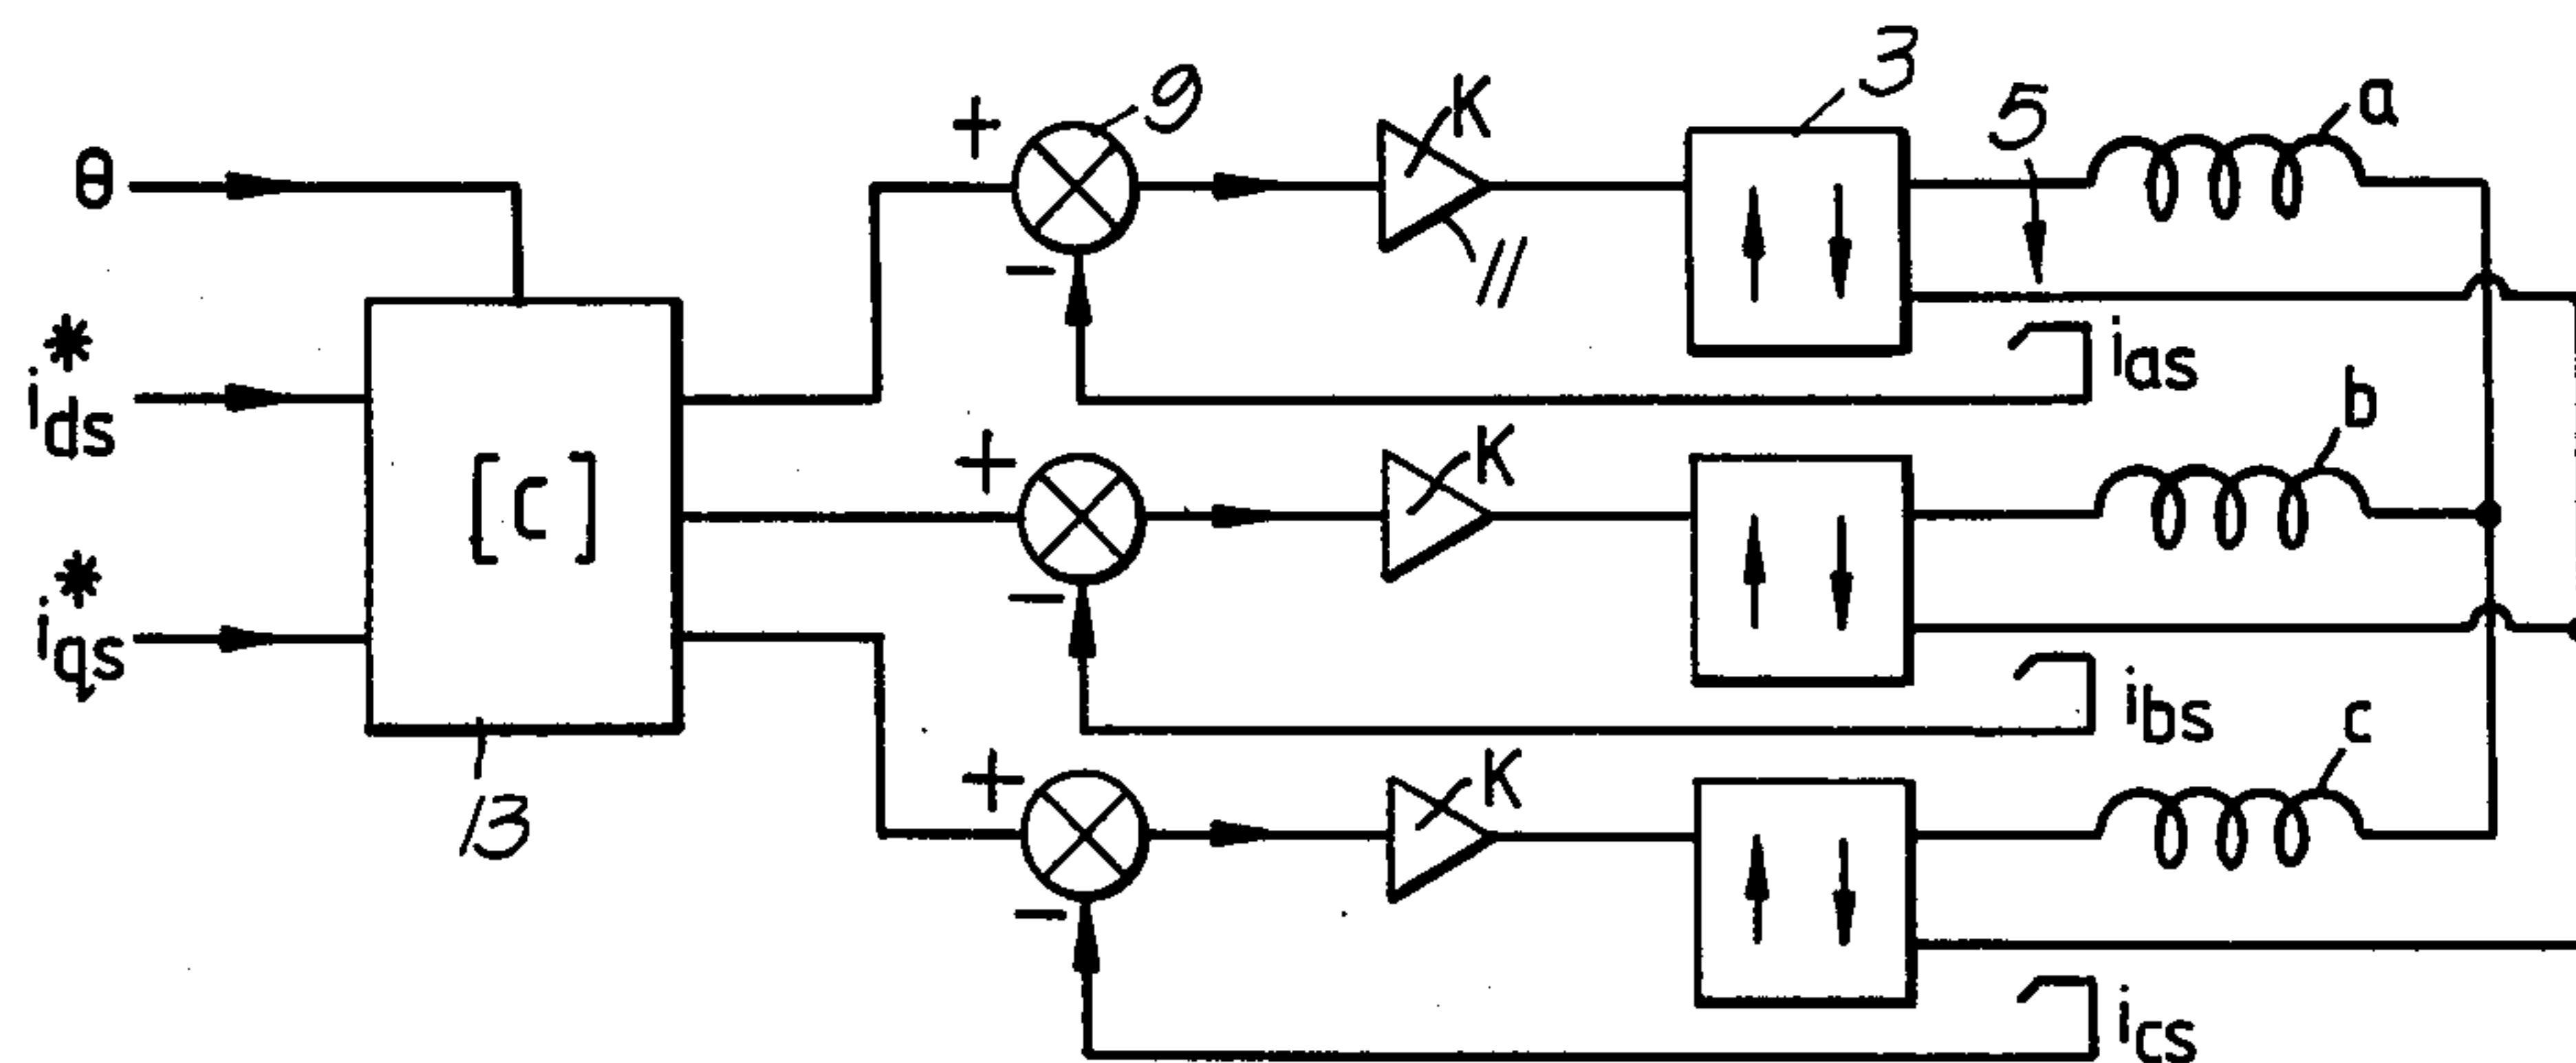 θ
i*ds
i*qs
[C]
13
+
9
-
K
11
3
5
a
ias
+
-
K
b
ibs
+
-
K
c
ics